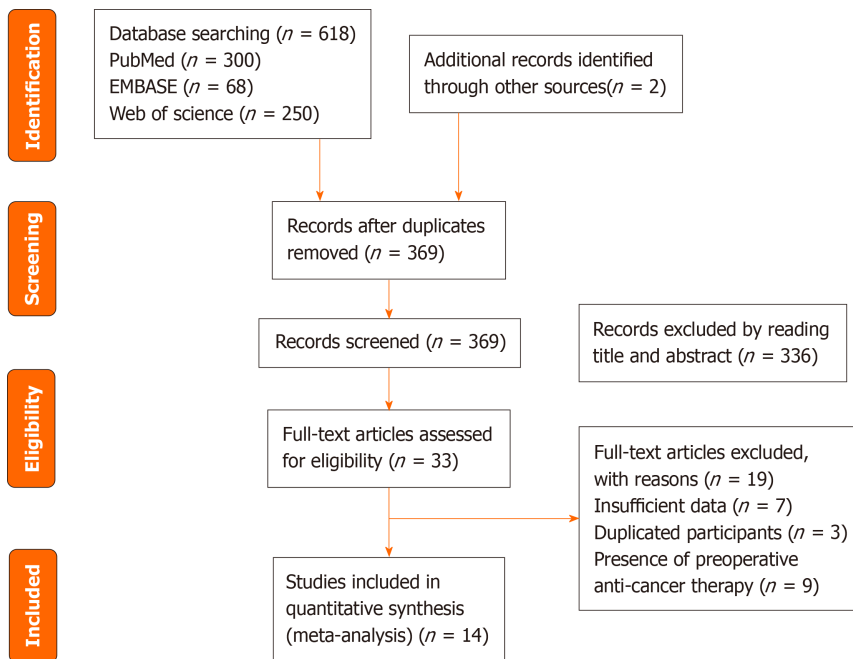 Identification
Database searching (n = 618)
PubMed (n = 300)
EMBASE (n = 68)
Web of science (n = 250)
Additional records identified
through other sources(n = 2)
Screening
Records after duplicates
removed (n = 369)
Records screened (n = 369)
Records excluded by reading
title and abstract (n = 336)
Eligibility
Full-text articles assessed
for eligibility (n = 33)
Full-text articles excluded,
with reasons (n = 19)
Insufficient data (n = 7)
Duplicated participants (n = 3)
Presence of preoperative
anti-cancer therapy (n = 9)
Included
Studies included in
quantitative synthesis
(meta-analysis) (n = 14)